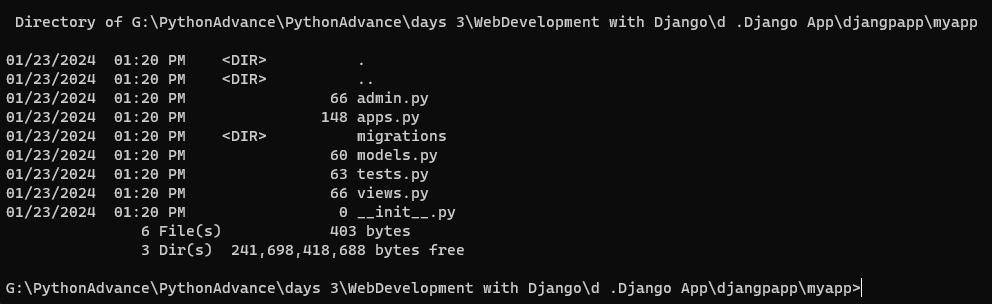 Directory of G:\PythonAdvance\PythonAdvance\days 3\WebDevelopment with Django\d .Django App\djangpapp\myapp

01/23/2024  01:20 PM    <DIR>          .
01/23/2024  01:20 PM    <DIR>          ..
01/23/2024  01:20 PM                66 admin.py
01/23/2024  01:20 PM               148 apps.py
01/23/2024  01:20 PM    <DIR>          migrations
01/23/2024  01:20 PM                60 models.py
01/23/2024  01:20 PM                63 tests.py
01/23/2024  01:20 PM                66 views.py
01/23/2024  01:20 PM                 0 __init__.py
               6 File(s)            403 bytes
               3 Dir(s)  241,698,418,688 bytes free

G:\PythonAdvance\PythonAdvance\days 3\WebDevelopment with Django\d .Django App\djangpapp\myapp>